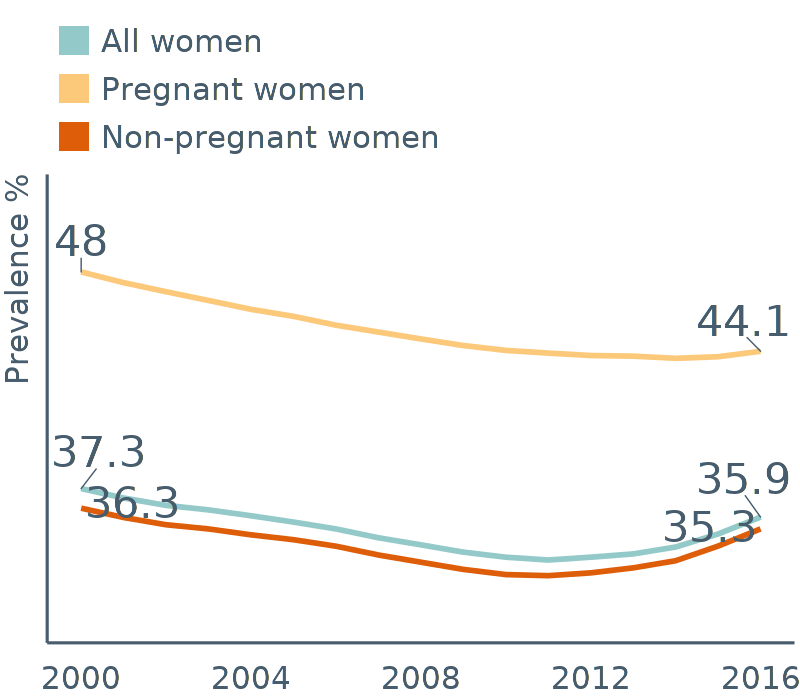 All women
Pregnant women
Non-pregnant women
Prevalence %
48
44.1
37.3
36.3
35.9
35.3
2000 2004 2008 2012 2016